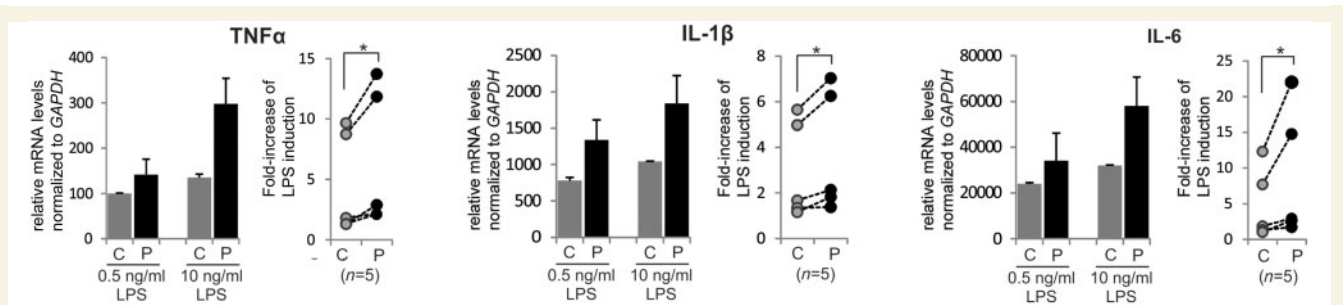 TNFα
relative mRNA levels
normalized to GAPDH
400
300
200
100
0
C P C P
0.5 ng/ml 10 ng/ml
LPS LPS
Fold-increase of
LPS induction
15
10
5
0
*
C P
(n=5)
IL-1β
relative mRNA levels
normalized to GAPDH
2500
2000
1500
1000
500
0
C P C P
0.5 ng/ml 10 ng/ml
LPS LPS
Fold-increase of
LPS induction
8
6
4
2
0
*
C P
(n=5)
IL-6
relative mRNA levels
normalized to GAPDH
80000
60000
40000
20000
0
C P C P
0.5 ng/ml 10 ng/ml
LPS LPS
Fold-increase of
LPS induction
25
20
15
10
5
0
*
C P
(n=5)